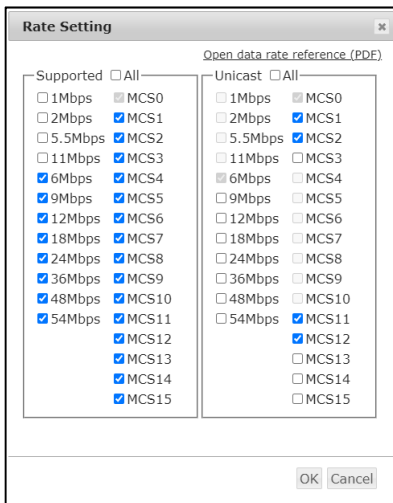 Rate Setting
Open data rate reference (PDF)
Supported All
Unicast All
1Mbps MCS0
2Mbps MCS1
5.5Mbps MCS2
11Mbps MCS3
6Mbps MCS4
9Mbps MCS5
12Mbps MCS6
18Mbps MCS7
24Mbps MCS8
36Mbps MCS9
48Mbps MCS10
54Mbps MCS11
MCS12
MCS13
MCS14
MCS15
1Mbps MCS0
2Mbps MCS1
5.5Mbps MCS2
11Mbps MCS3
6Mbps MCS4
9Mbps MCS5
12Mbps MCS6
18Mbps MCS7
24Mbps MCS8
36Mbps MCS9
48Mbps MCS10
54Mbps MCS11
MCS12
MCS13
MCS14
MCS15
OK Cancel